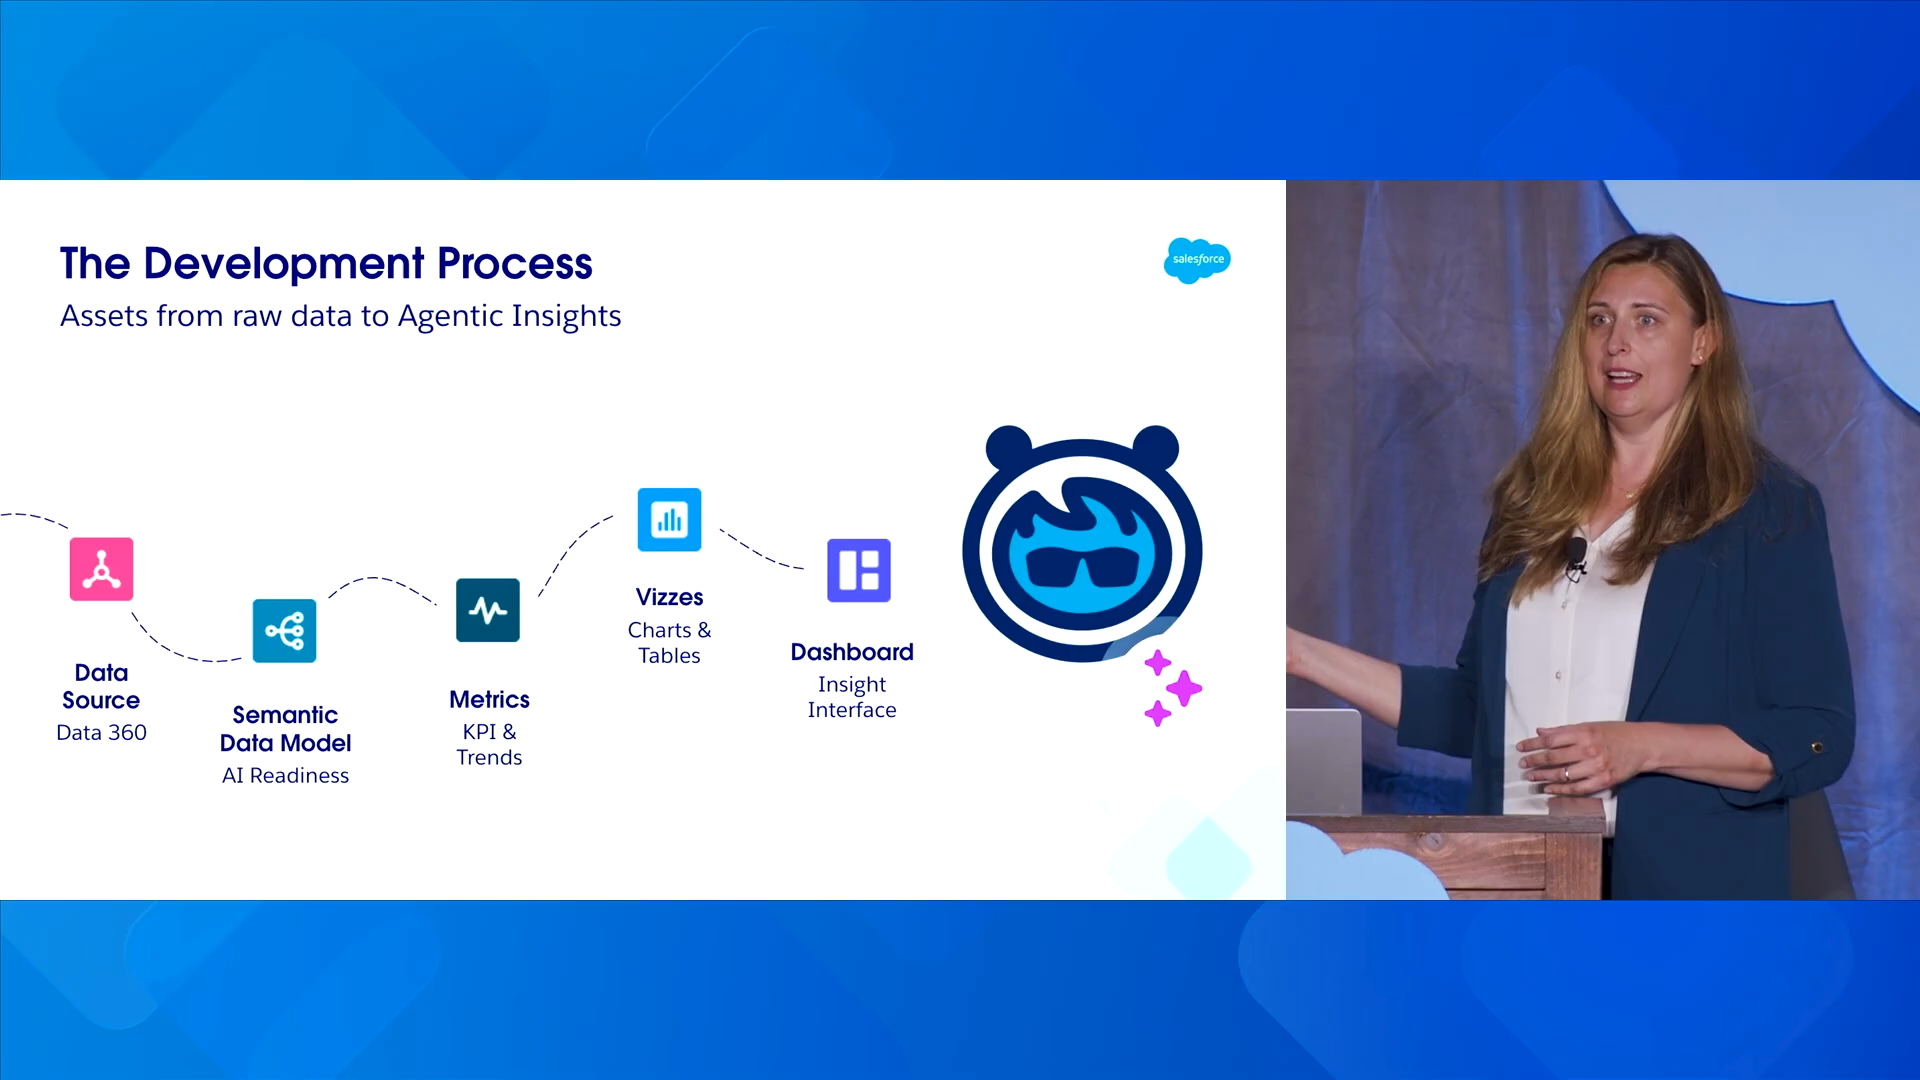 The Development Process
Assets from raw data to Agentic Insights
salesforce
Data
Source
Data 360
Semantic
Data Model
AI Readiness
Metrics
KPI &
Trends
Vizzes
Charts &
Tables
Dashboard
Insight
Interface